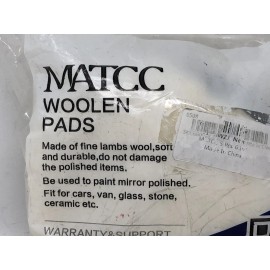 MATCC
WOOLEN
PADS
Made of fine lambs wool,soft
and durable,do not damage
the polished items.
Be used to paint mirror polished.
Fit for cars, van, glass, stone,
ceramic etc.
WARRANTY&SUPPORT